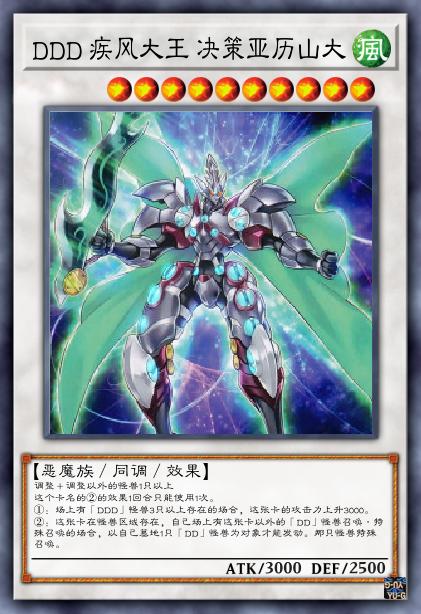 DDD 疾风大王 决策亚历山大
瘋
【恶魔族／同调／效果】
调整＋调整以外的怪兽1只以上
这个卡名的②的效果1回合只能使用1次。
①：场上有「DDD」怪兽3只以上存在的场合，这张卡的攻击力上升3000。
②：这张卡在怪兽区域存在，自己场上有这张卡以外的「DD」怪兽召唤·特
殊召唤的场合，以自己墓地1只「DD」怪兽为对象才能发动。那只怪兽特殊
召唤。
ATK/3000 DEF/2500